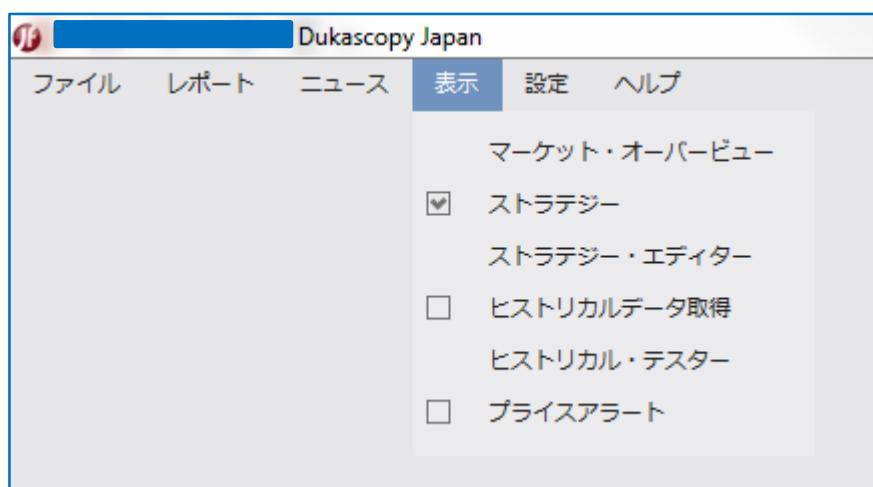 Dukascopy Japan
ファイル レポート ニュース 表示 設定 ヘルプ
マーケット・オーバービュー
ストラテジー
ストラテジー・エディター
ヒストリカルデータ取得
ヒストリカル・テスター
プライスアラート